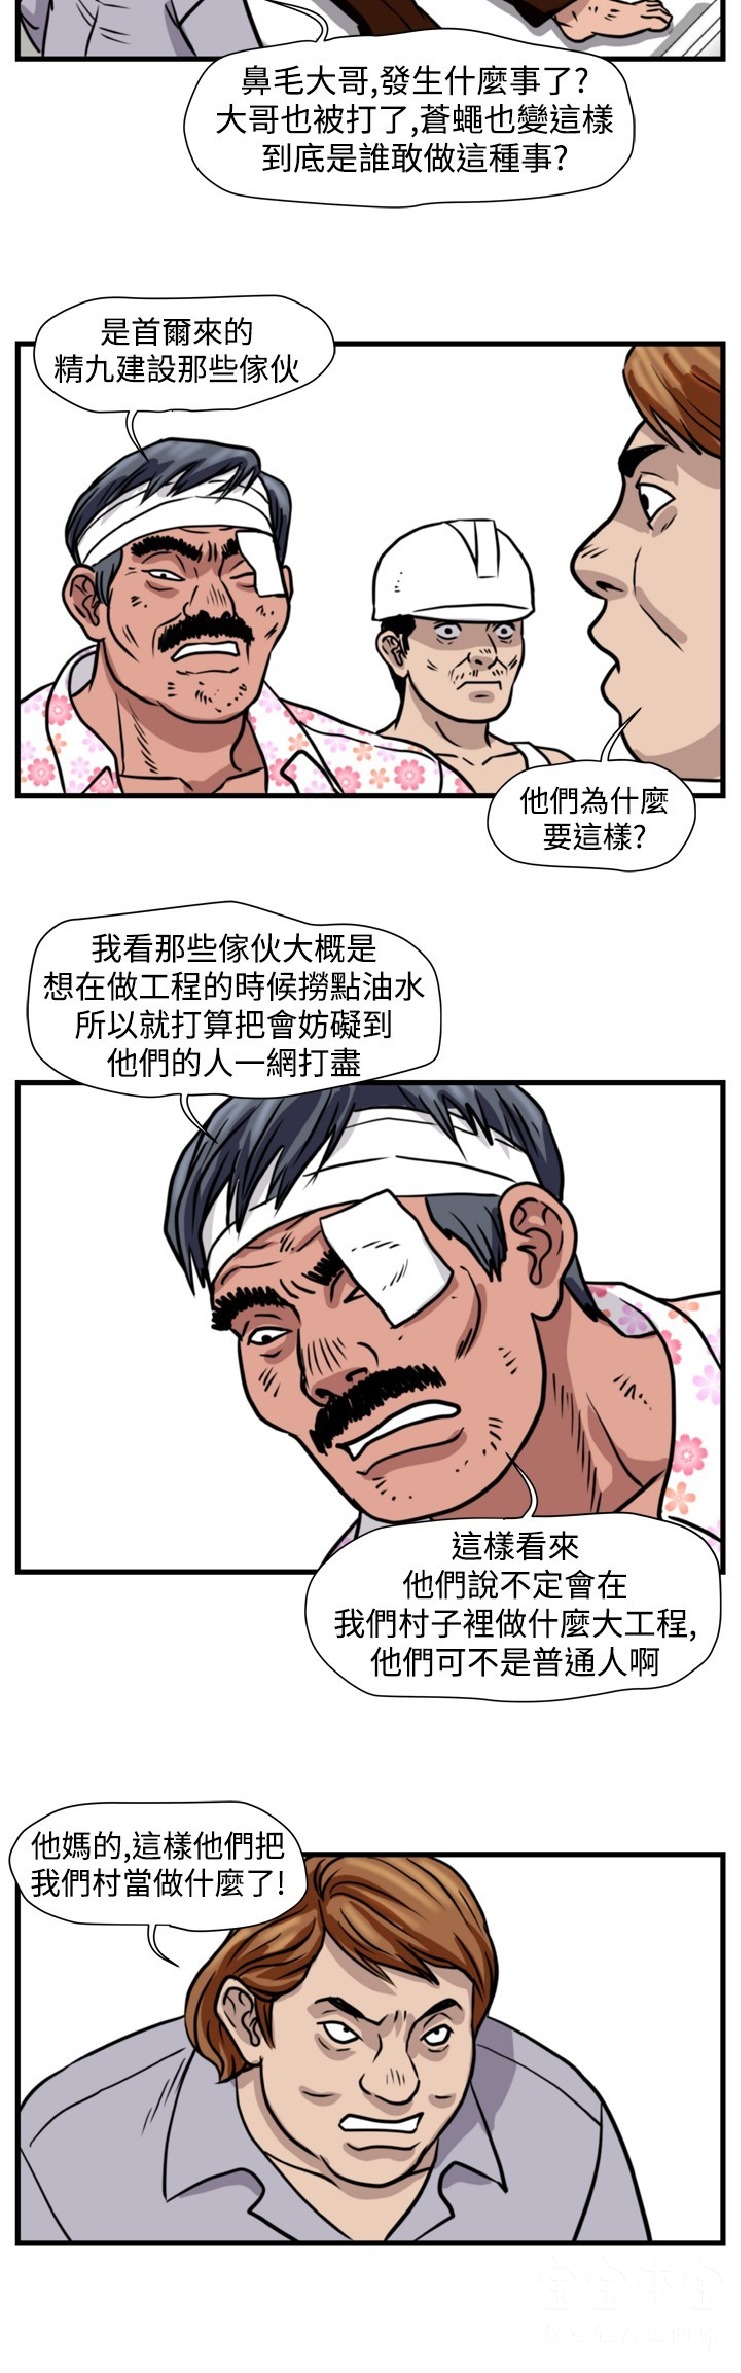 鼻毛大哥,發生什麼事了?
大哥也被打了,蒼蠅也變這樣
到底是誰敢做這種事?
是首爾來的
精九建設那些傢伙
他們為什麼
要這樣?
我看那些傢伙大概是
想在做工程的時候撈點油水
所以就打算把會妨礙到
他們的人一網打盡
這樣看來
他們說不定會在
我們村子裡做什麼大工程,
他們可不是普通人啊
他媽的,這樣他們把
我們村當做什麼了!